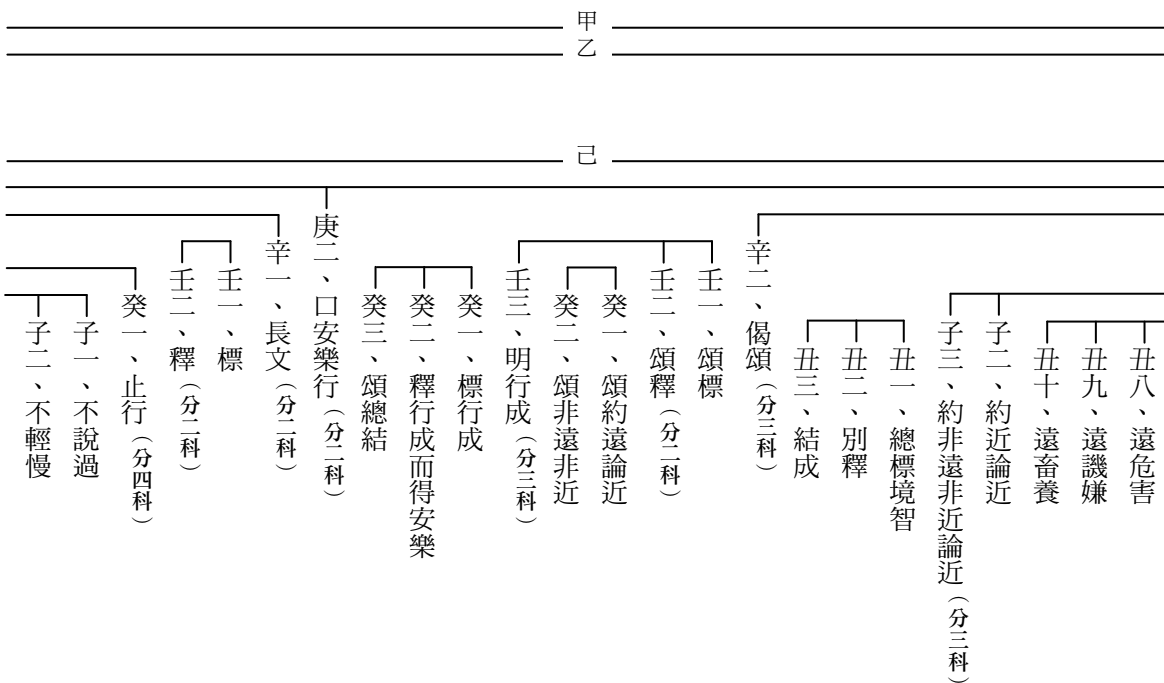 甲
乙
己
丑八、遠危害
丑九、遠譏嫌
丑十、遠畜養
子二、約近論近
子三、約非遠非近論近(分三科)
丑一、總標境智
丑二、別釋
丑三、結成
辛二、偈頌(分三科)
壬一、頌標
壬二、頌釋(分二科)
癸一、頌約遠論近
癸二、頌非遠非近
壬三、明行成(分三科)
癸一、標行成
癸二、釋行成而得安樂
癸三、頌總結
庚二、口安樂行(分二科)
辛一、長文(分二科)
壬一、標
壬二、釋(分二科)
癸一、止行(分四科)
子一、不說過
子二、不輕慢